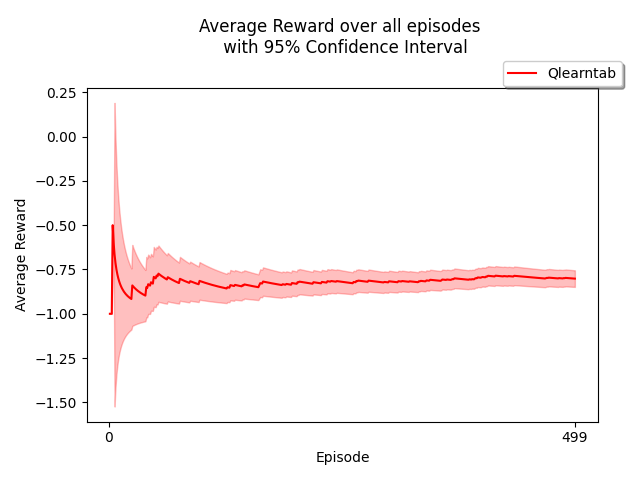 Average Reward over all episodes
with 95% Confidence Interval
Qlearntab
0.25
0.00
−0.25
−0.50
−0.75
−1.00
−1.25
−1.50
Average Reward
0
499
Episode